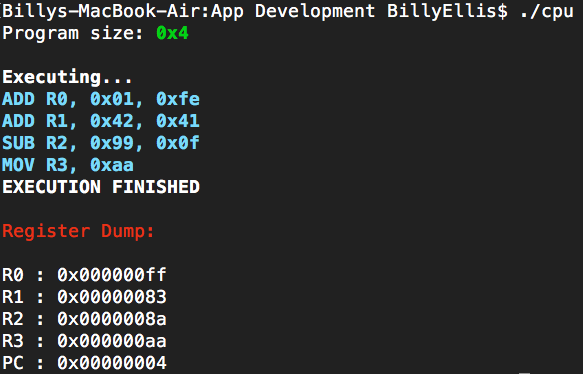 Billys-MacBook-Air:App Development BillyEllis$ ./cpu
Program size: 0x4
Executing...
ADD R0, 0x01, 0xfe
ADD R1, 0x42, 0x41
SUB R2, 0x99, 0x0f
MOV R3, 0xaa
EXECUTION FINISHED
Register Dump:
R0 : 0x000000ff
R1 : 0x00000083
R2 : 0x0000008a
R3 : 0x000000aa
PC : 0x00000004